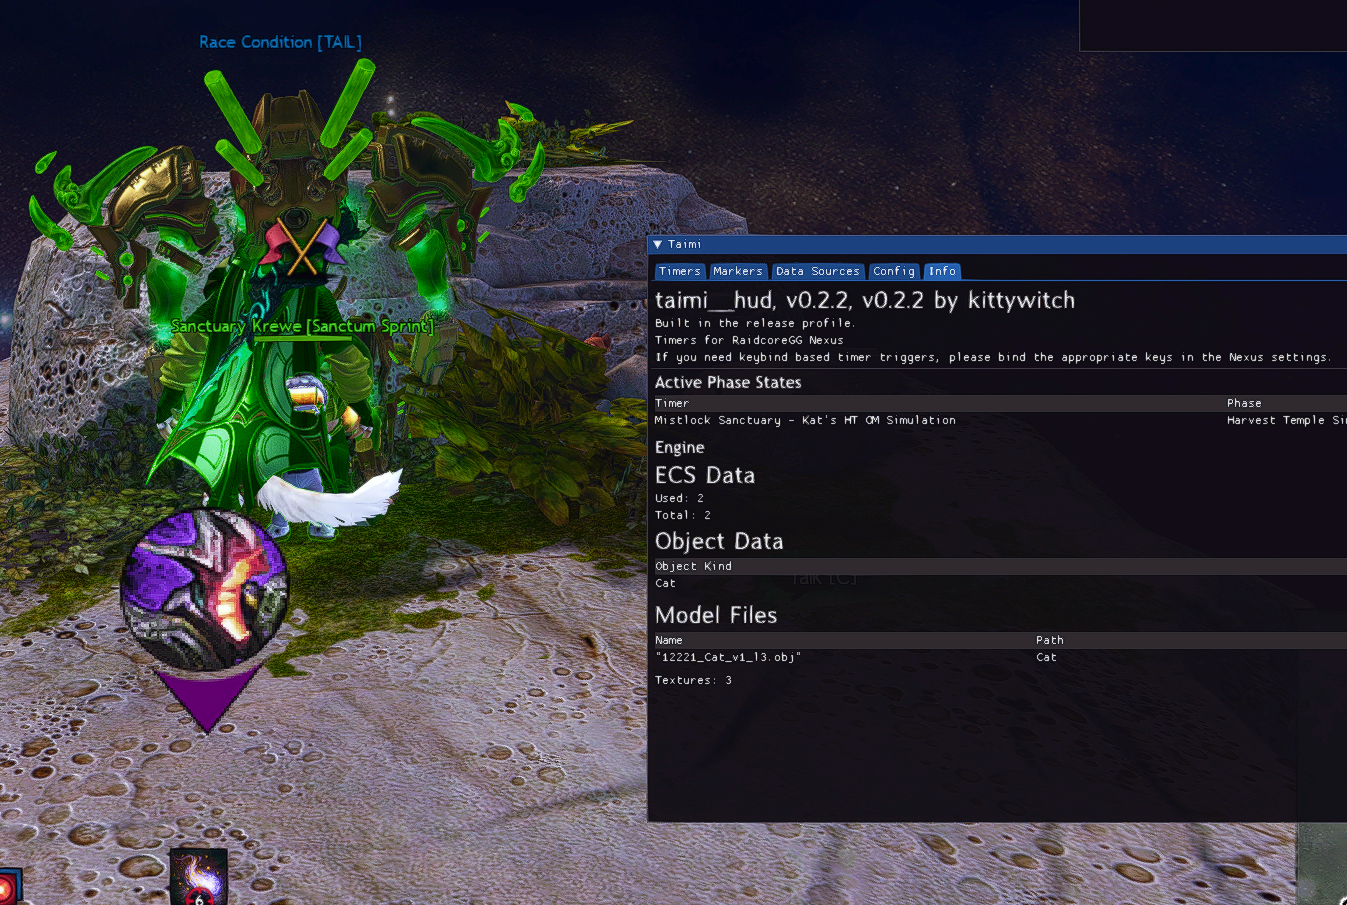 Race Condition [TAIL]
Sanctuary Krewe [Sanctum Sprint]
Taimi
Timers Markers Data Sources Config Info
taimi_hud, v0.2.2, v0.2.2 by kittywitch
Built in the release profile.
Timers for RaidcoreGG Nexus
If you need keybind based timer triggers, please bind the appropriate keys in the Nexus settings.
Active Phase States
Timer Phase
Mistlock Sanctuary - Kat's HT CM Simulation Harvest Temple
Engine
ECS Data
Used: 2
Total: 2
Object Data
Object Kind
Talk [C]
Cat
Model Files
Name Path
"12221_Cat_v1_l3.obj" Cat
Textures: 3
6